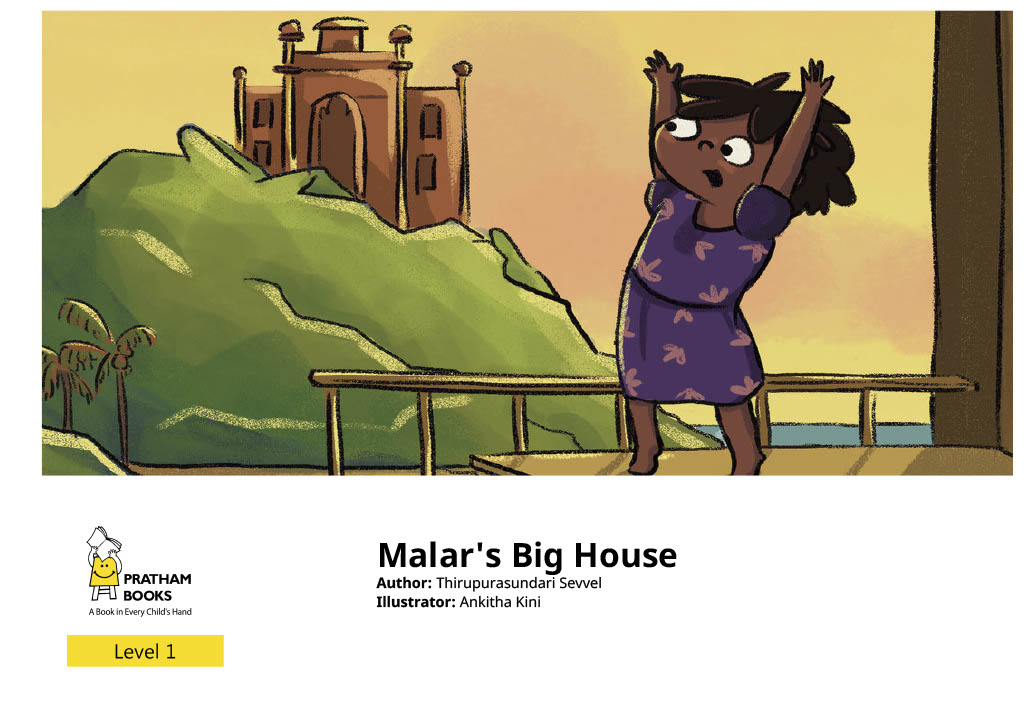 Malar's Big House
Author: Thirupurasundari Sevvel
Illustrator: Ankitha Kini
PRATHAM
BOOKS
A Book in Every Child's Hand
Level 1